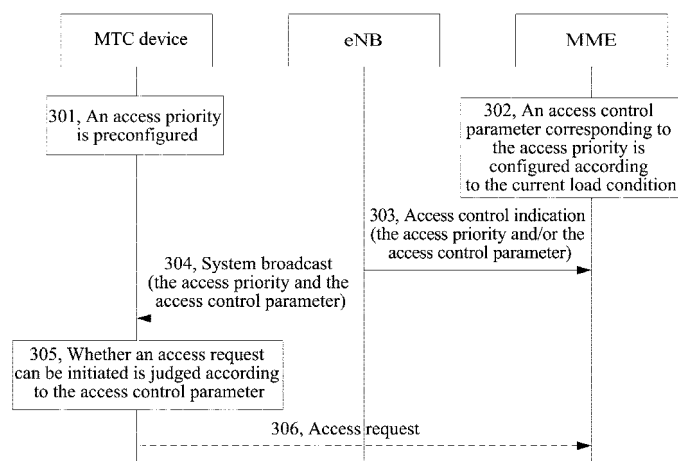 MTC device
eNB
MME
301, An access priority
is preconfigured
302, An access control
parameter corresponding to
the access priority is
configured according
to the current load condition
303, Access control indication
(the access priority and/or the
access control parameter)
304, System broadcast
(the access priority and the
access control parameter)
305, Whether an access request
can be initiated is judged according
to the access control parameter
306, Access request